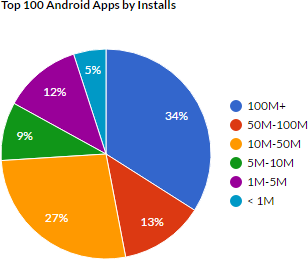 Top 100 Android Apps by Installs
5%
12%
34%
9%
27%
13%
100M+
50M-100M
10M-50M
5M-10M
1M-5M
< 1M